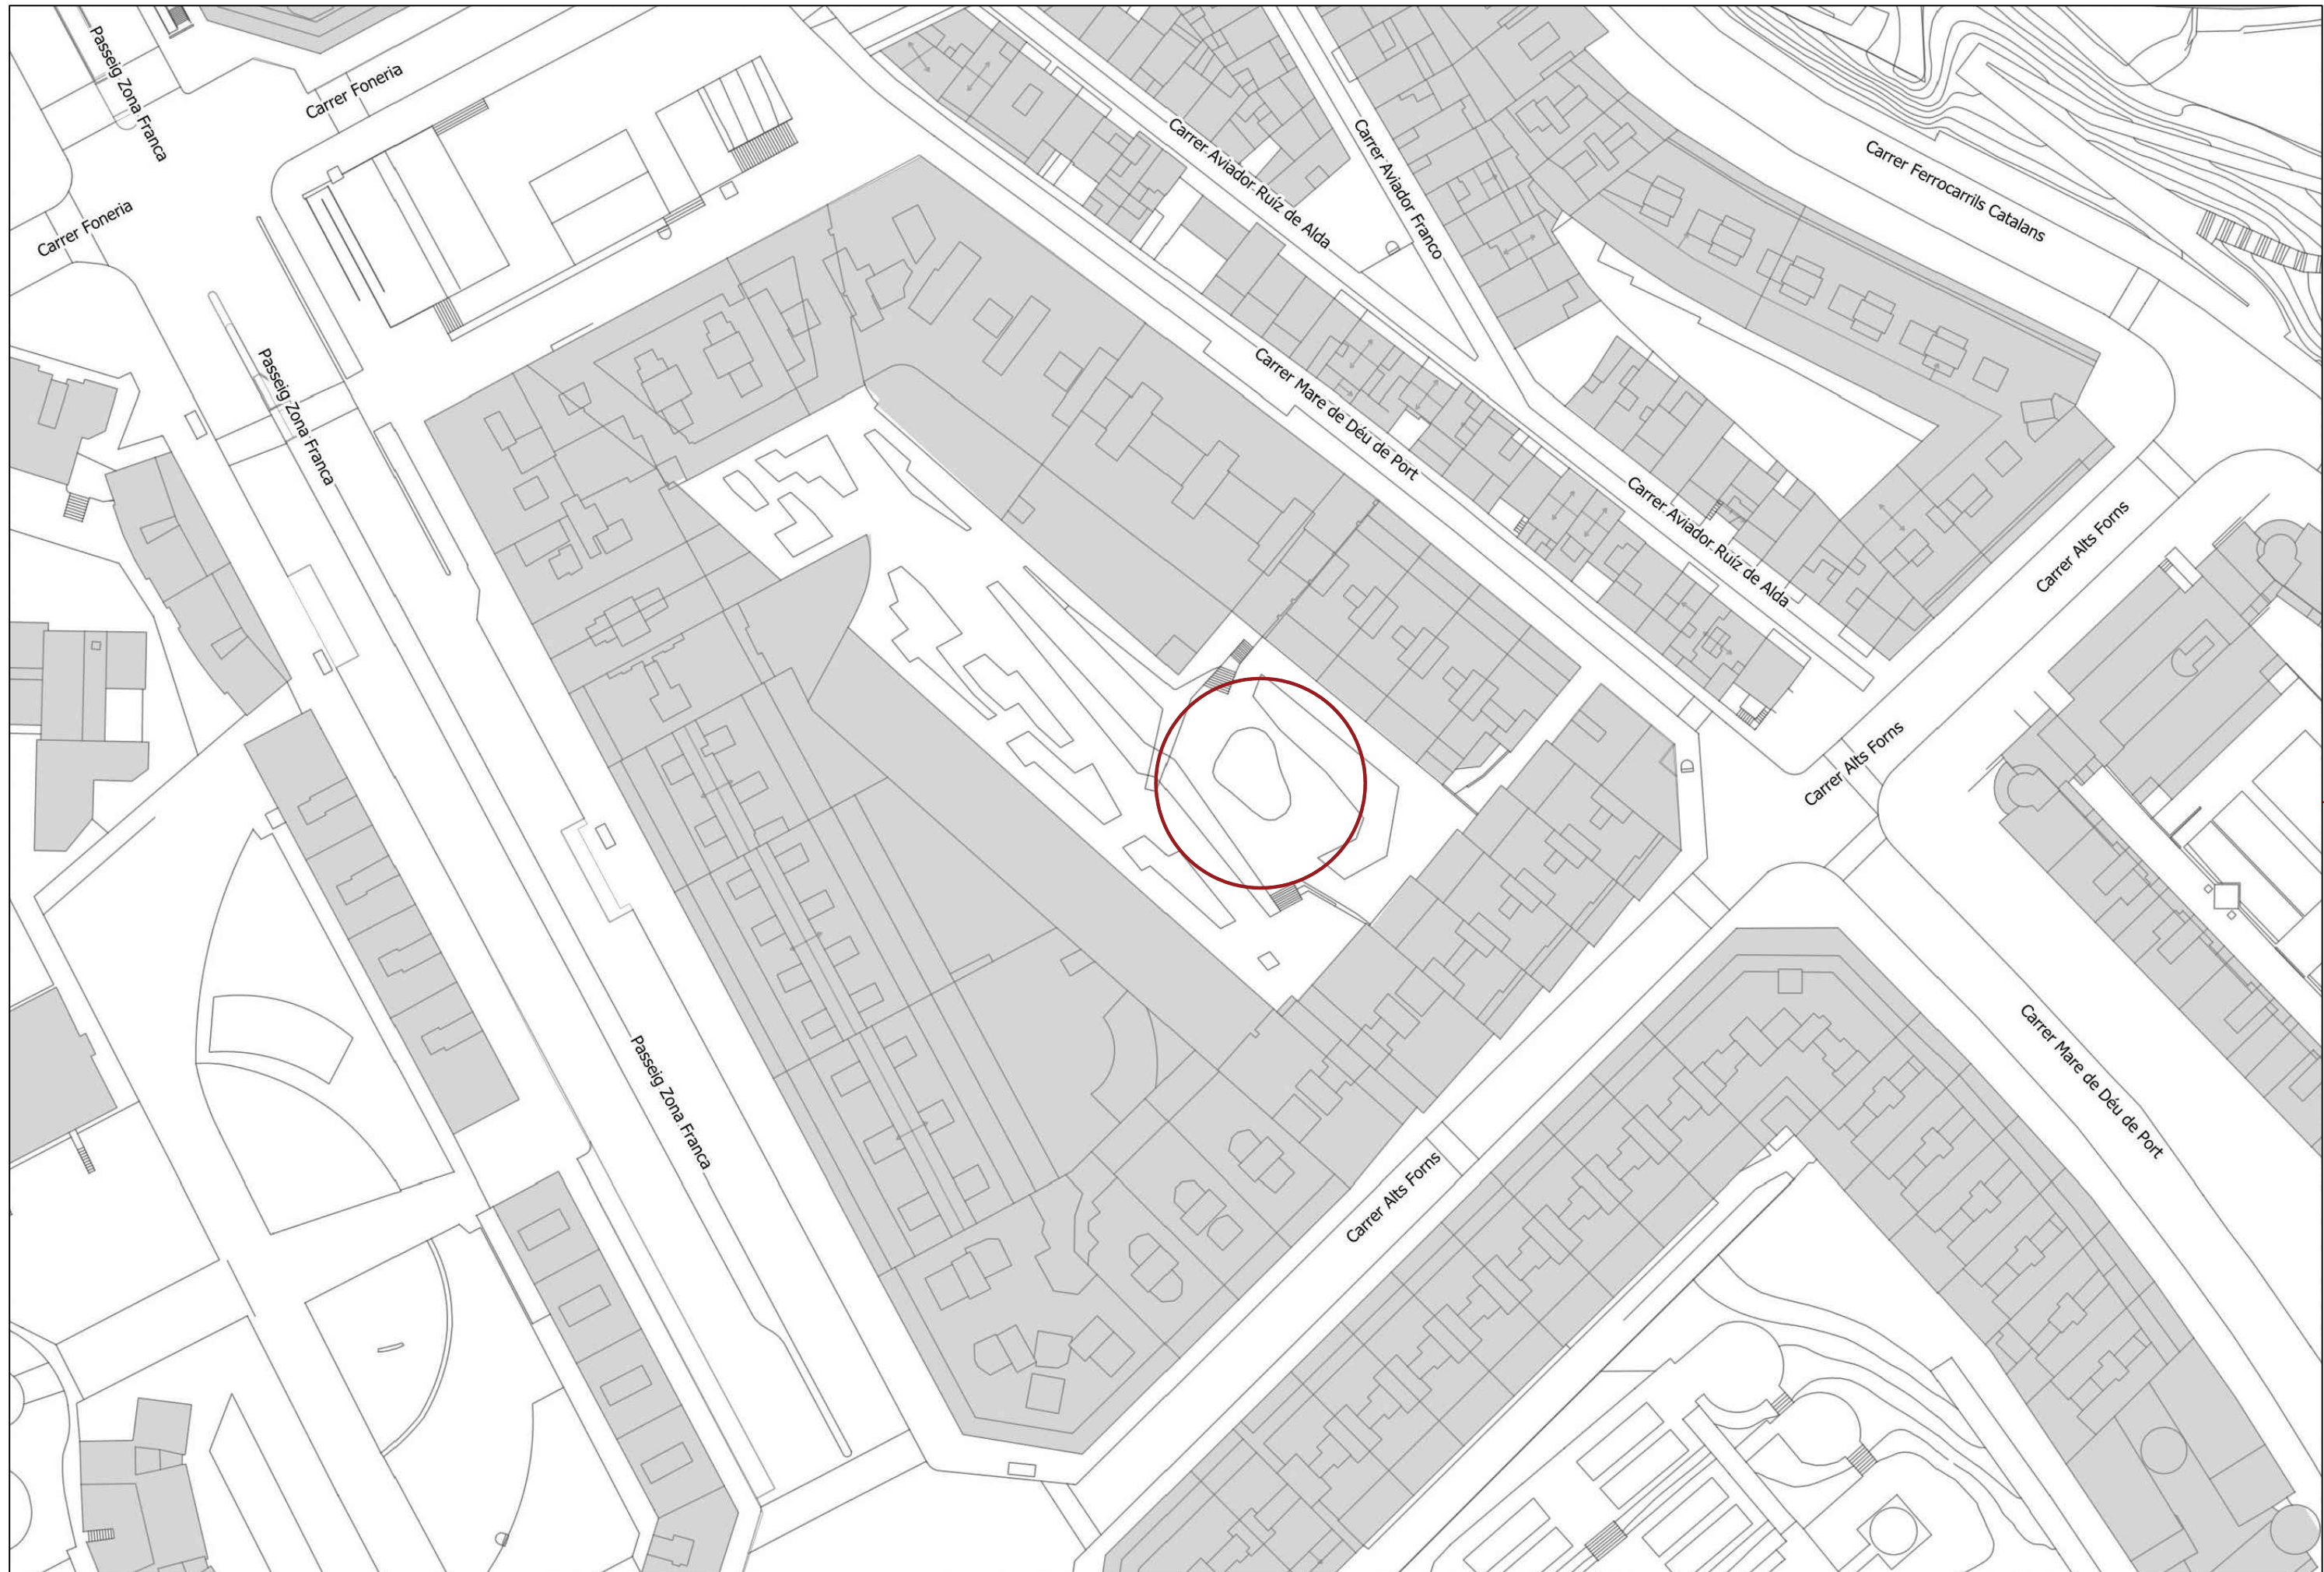 Passeig Zona Franca
Carrer Foneria
Carrer Foneria
Carrer Aviador Ruíz de Alda
Carrer Aviador Franco
Carrer Ferrocarrils Catalans
Passeig Zona Franca
Carrer Mare de Déu de Port
Carrer Aviador Ruíz de Alda
Carrer Alts Forns
Carrer Alts Forns
Passeig Zona Franca
Carrer Mare de Déu de Port
Carrer Alts Forns